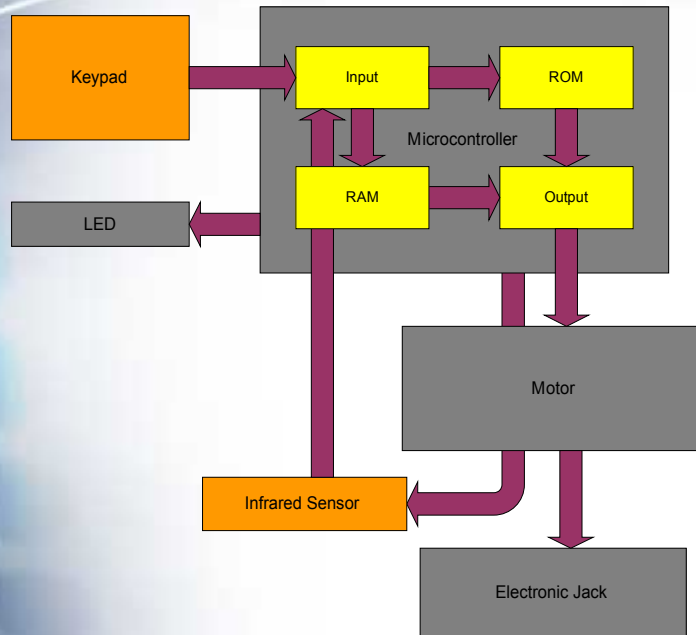 Keypad
Input
ROM
Microcontroller
RAM
Output
LED
Motor
Infrared Sensor
Electronic Jack